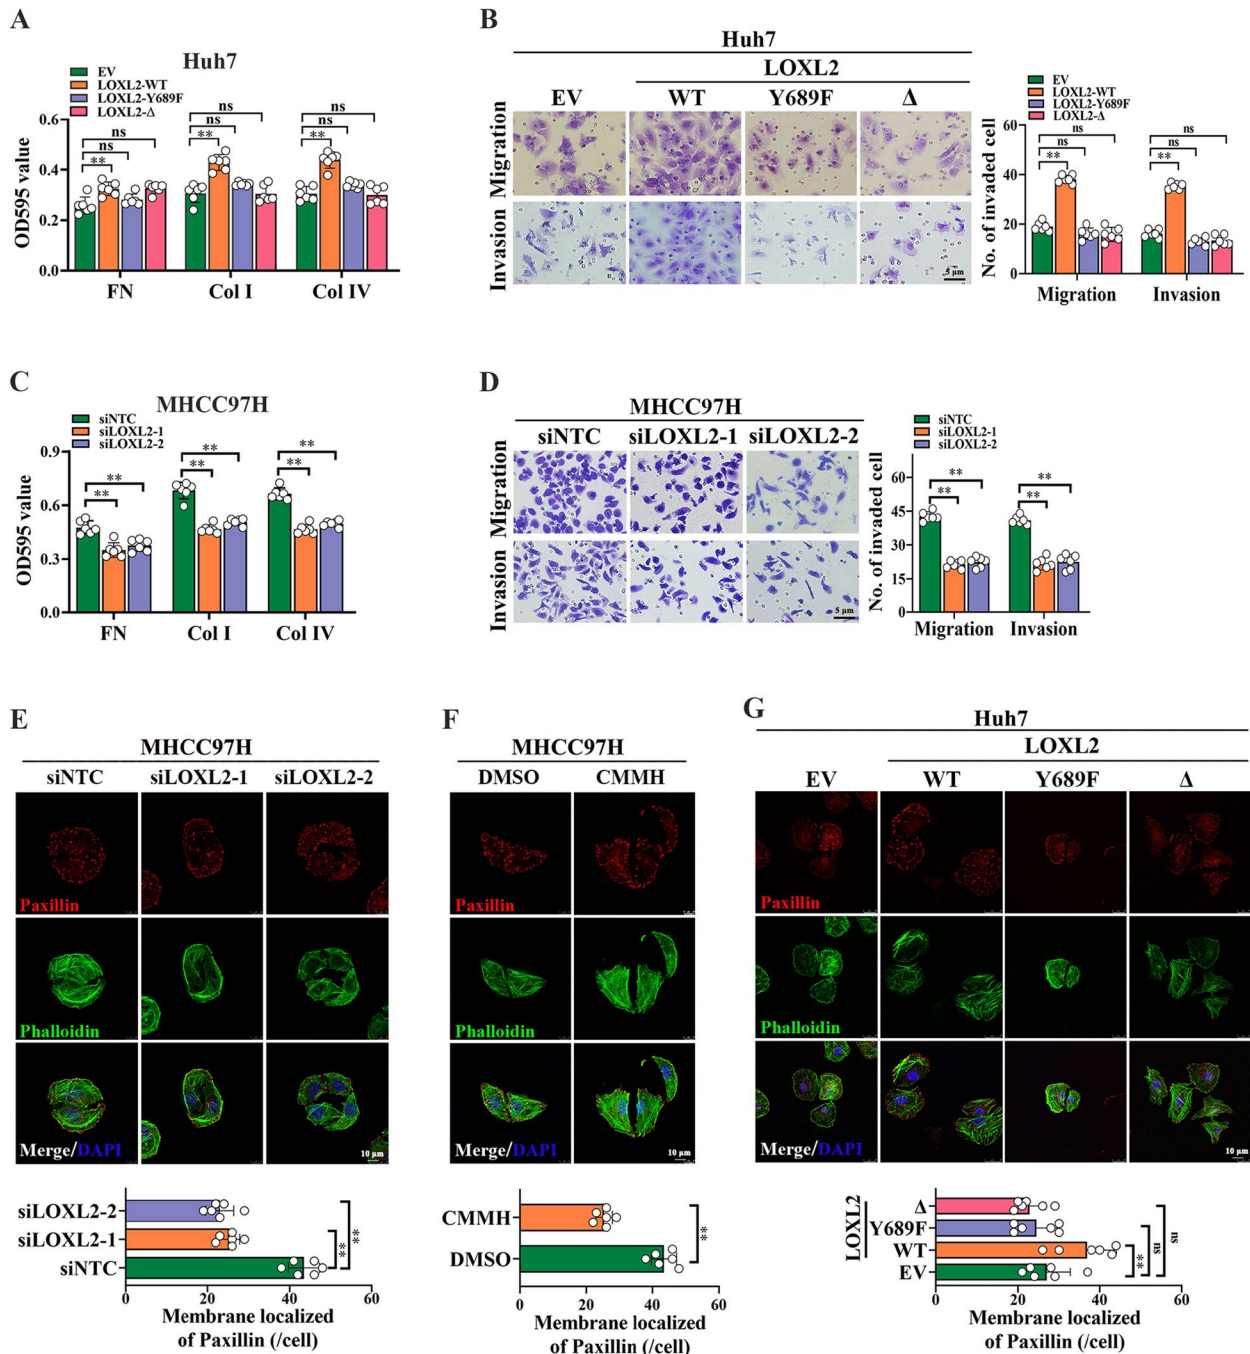 A
Huh7
EV
LOXL2-WT
LOXL2-Y689F
LOXL2-Δ
OD595 value
0.6
0.4
0.2
0.0
ns
ns
**
ns
ns
**
ns
ns
**
FN
Col I
Col IV
B
Huh7
LOXL2
EV
WT
Y689F
Δ
Migration
Invasion
5 μm
EV
LOXL2-WT
LOXL2-Y689F
LOXL2-Δ
No. of invaded cell
60
40
20
0
ns
ns
**
ns
ns
**
Migration
Invasion
C
MHCC97H
siNTC
siLOXL2-1
siLOXL2-2
OD595 value
0.9
0.6
0.3
0.0
**
**
**
**
**
**
FN
Col I
Col IV
D
MHCC97H
siNTC
siLOXL2-1
siLOXL2-2
Migration
Invasion
5 μm
siNTC
siLOXL2-1
siLOXL2-2
No. of invaded cell
60
45
30
15
0
**
**
**
**
Migration
Invasion
E
MHCC97H
siNTC
siLOXL2-1
siLOXL2-2
Paxillin
Phalloidin
Merge/DAPI
10 μm
siLOXL2-2
siLOXL2-1
siNTC
**
**
0
20
40
60
Membrane localized
of Paxillin (/cell)
F
MHCC97H
DMSO
CMMH
Paxillin
Phalloidin
Merge/DAPI
10 μm
CMMH
DMSO
**
0
20
40
60
Membrane localized
of Paxillin (/cell)
G
Huh7
LOXL2
EV
WT
Y689F
Δ
Paxillin
Phalloidin
Merge/DAPI
10 μm
LOXL2
Δ
Y689F
WT
EV
**
ns
ns
0
20
40
60
Membrane localized
of Paxillin (/cell)